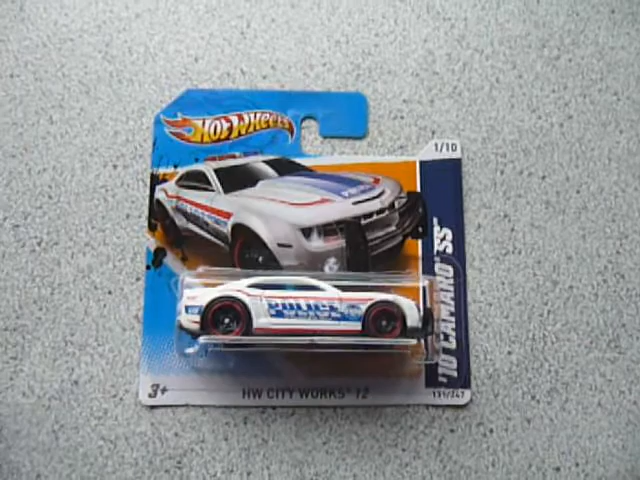 HOT WHEELS
1/10
'10 CAMARO SS
POLICE
3+
HW CITY WORKS '12
131/247